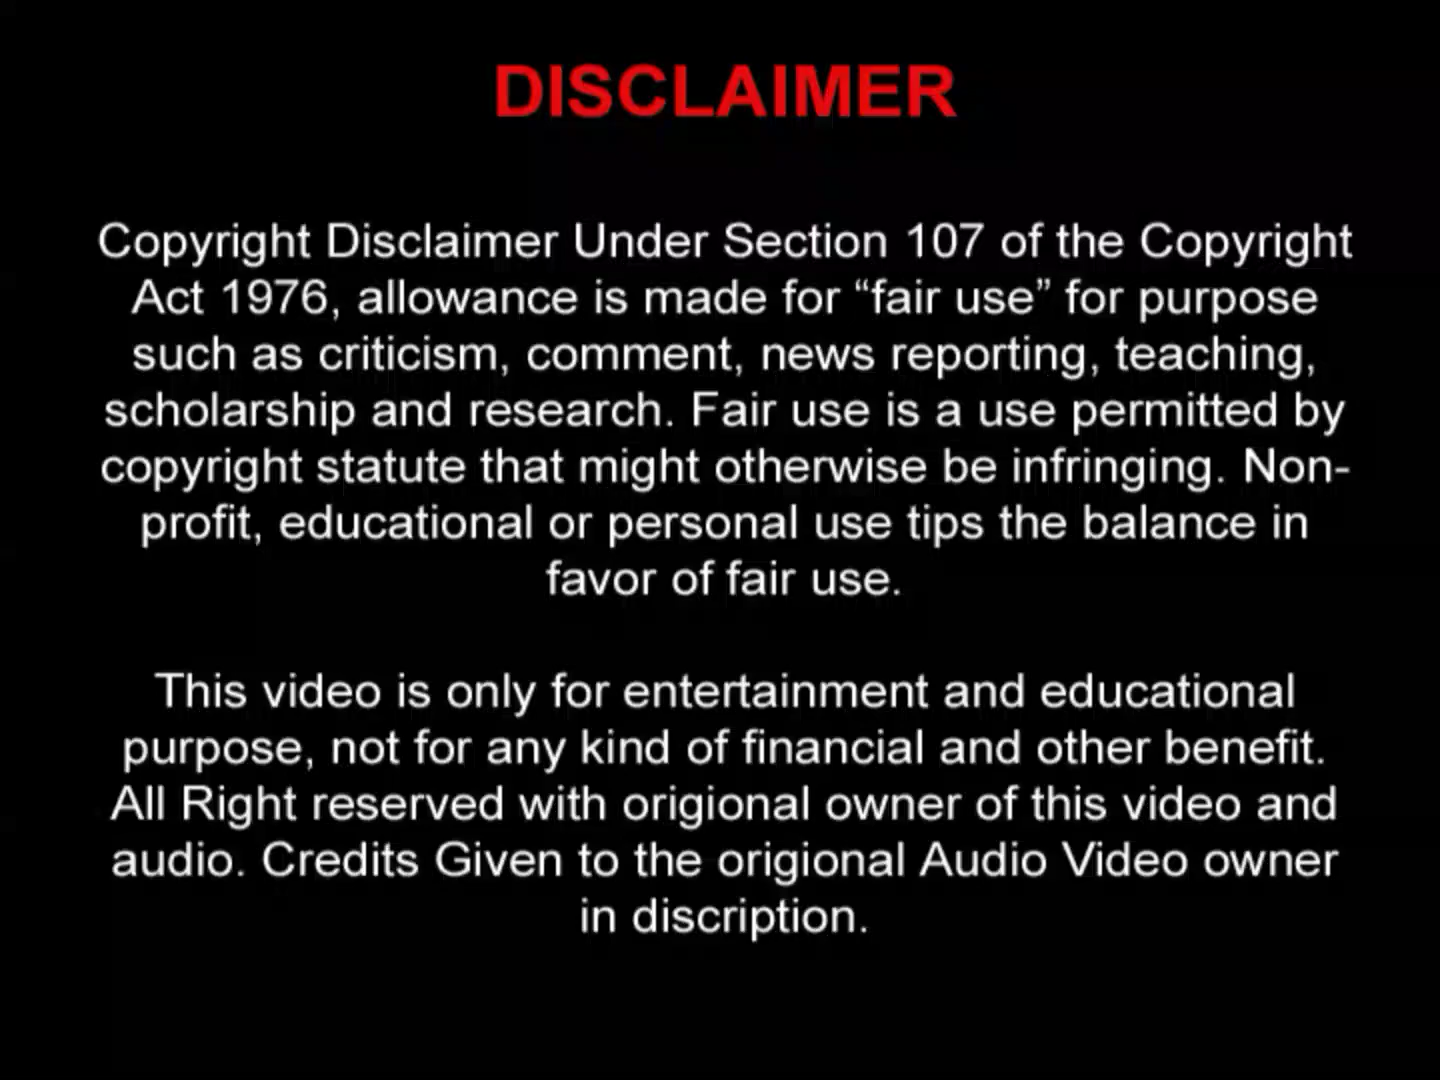 DISCLAIMER
Copyright Disclaimer Under Section 107 of the Copyright
Act 1976, allowance is made for “fair use” for purpose
such as criticism, comment, news reporting, teaching,
scholarship and research. Fair use is a use permitted by
copyright statute that might otherwise be infringing. Non-
profit, educational or personal use tips the balance in
favor of fair use.
This video is only for entertainment and educational
purpose, not for any kind of financial and other benefit.
All Right reserved with origional owner of this video and
audio. Credits Given to the origional Audio Video owner
in discription.